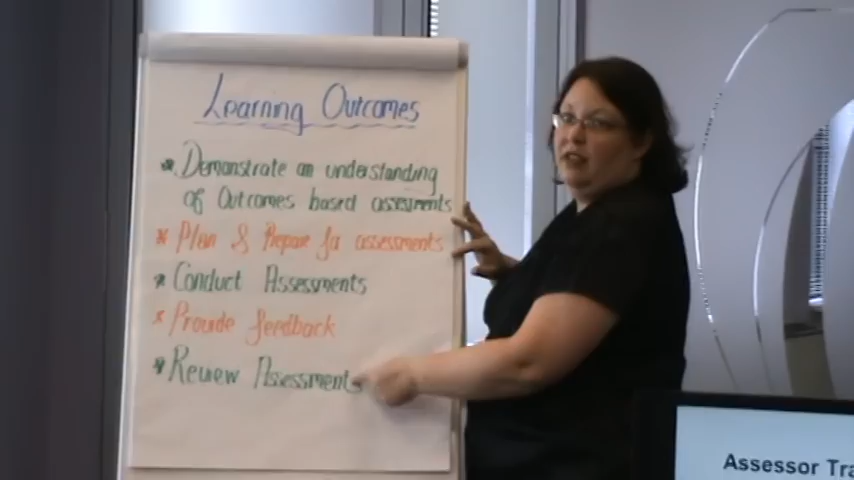 Learning Outcomes
* Demonstrate an understanding
of Outcomes based assessments
* Plan & Prepare for assessments
* Conduct Assessments
* Provide feedback
* Review Assessments
Assessor Tra